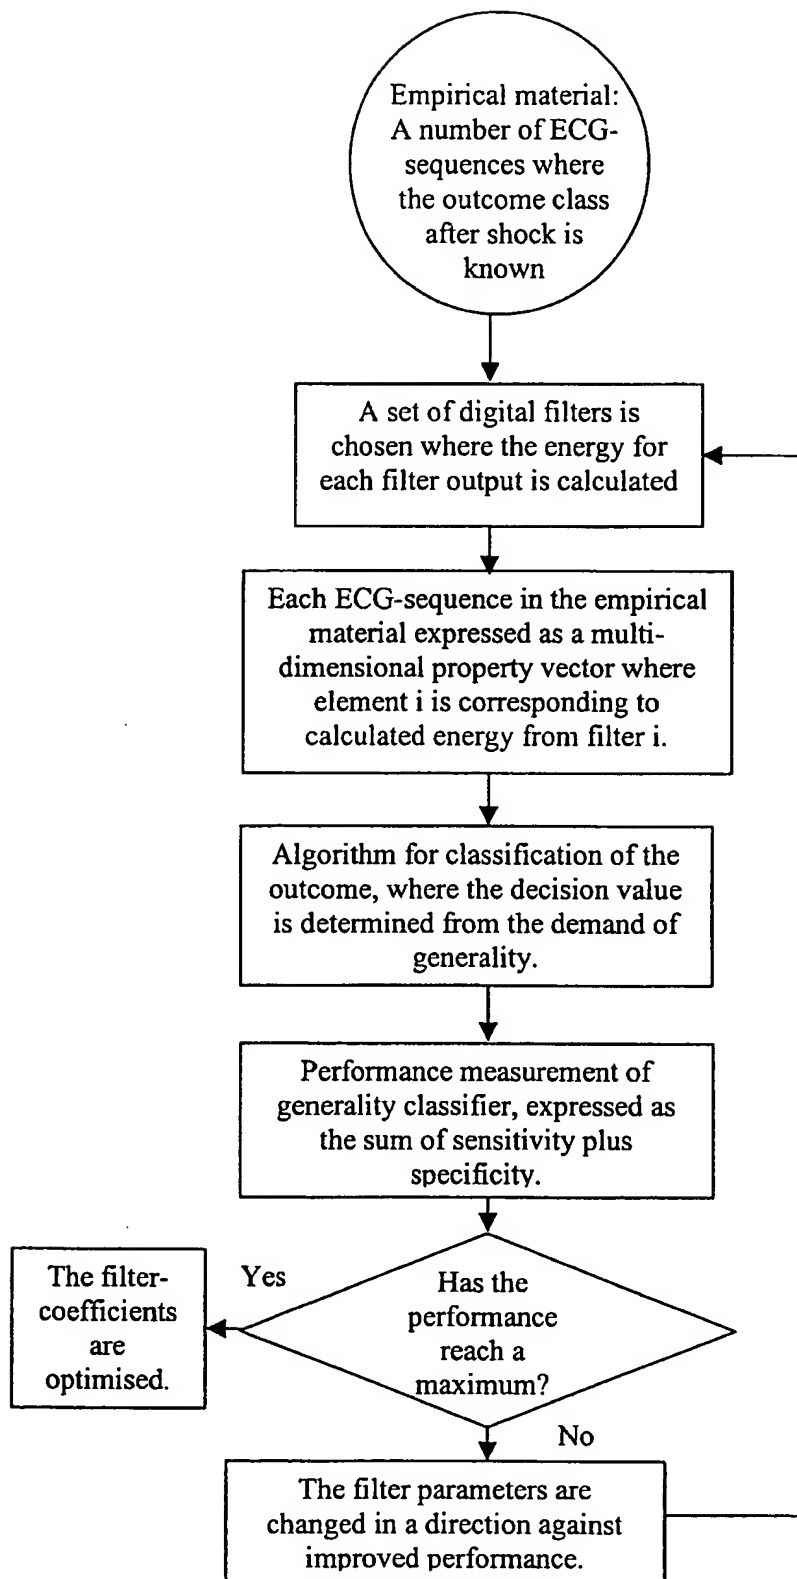 Empirical material:
A number of ECG-
sequences where
the outcome class
after shock is
known
A set of digital filters is
chosen where the energy for
each filter output is calculated
Each ECG-sequence in the empirical
material expressed as a multi-
dimensional property vector where
element i is corresponding to
calculated energy from filter i.
Algorithm for classification of the
outcome, where the decision value
is determined from the demand of
generality.
Performance measurement of
generality classifier, expressed as
the sum of sensitivity plus
specificity.
Has the
performance
reach a
maximum?
Yes
The filter-
coefficients
are
optimised.
No
The filter parameters are
changed in a direction against
improved performance.